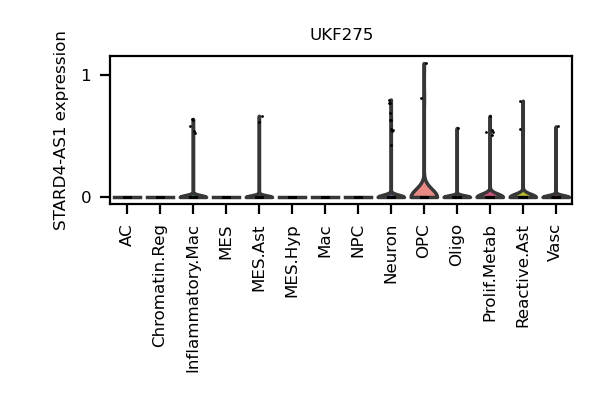 UKF275
STARD4-AS1 expression
1
0
AC
Chromatin.Reg
Inflammatory.Mac
MES
MES.Ast
MES.Hyp
Mac
NPC
Neuron
OPC
Oligo
Prolif.Metab
Reactive.Ast
Vasc